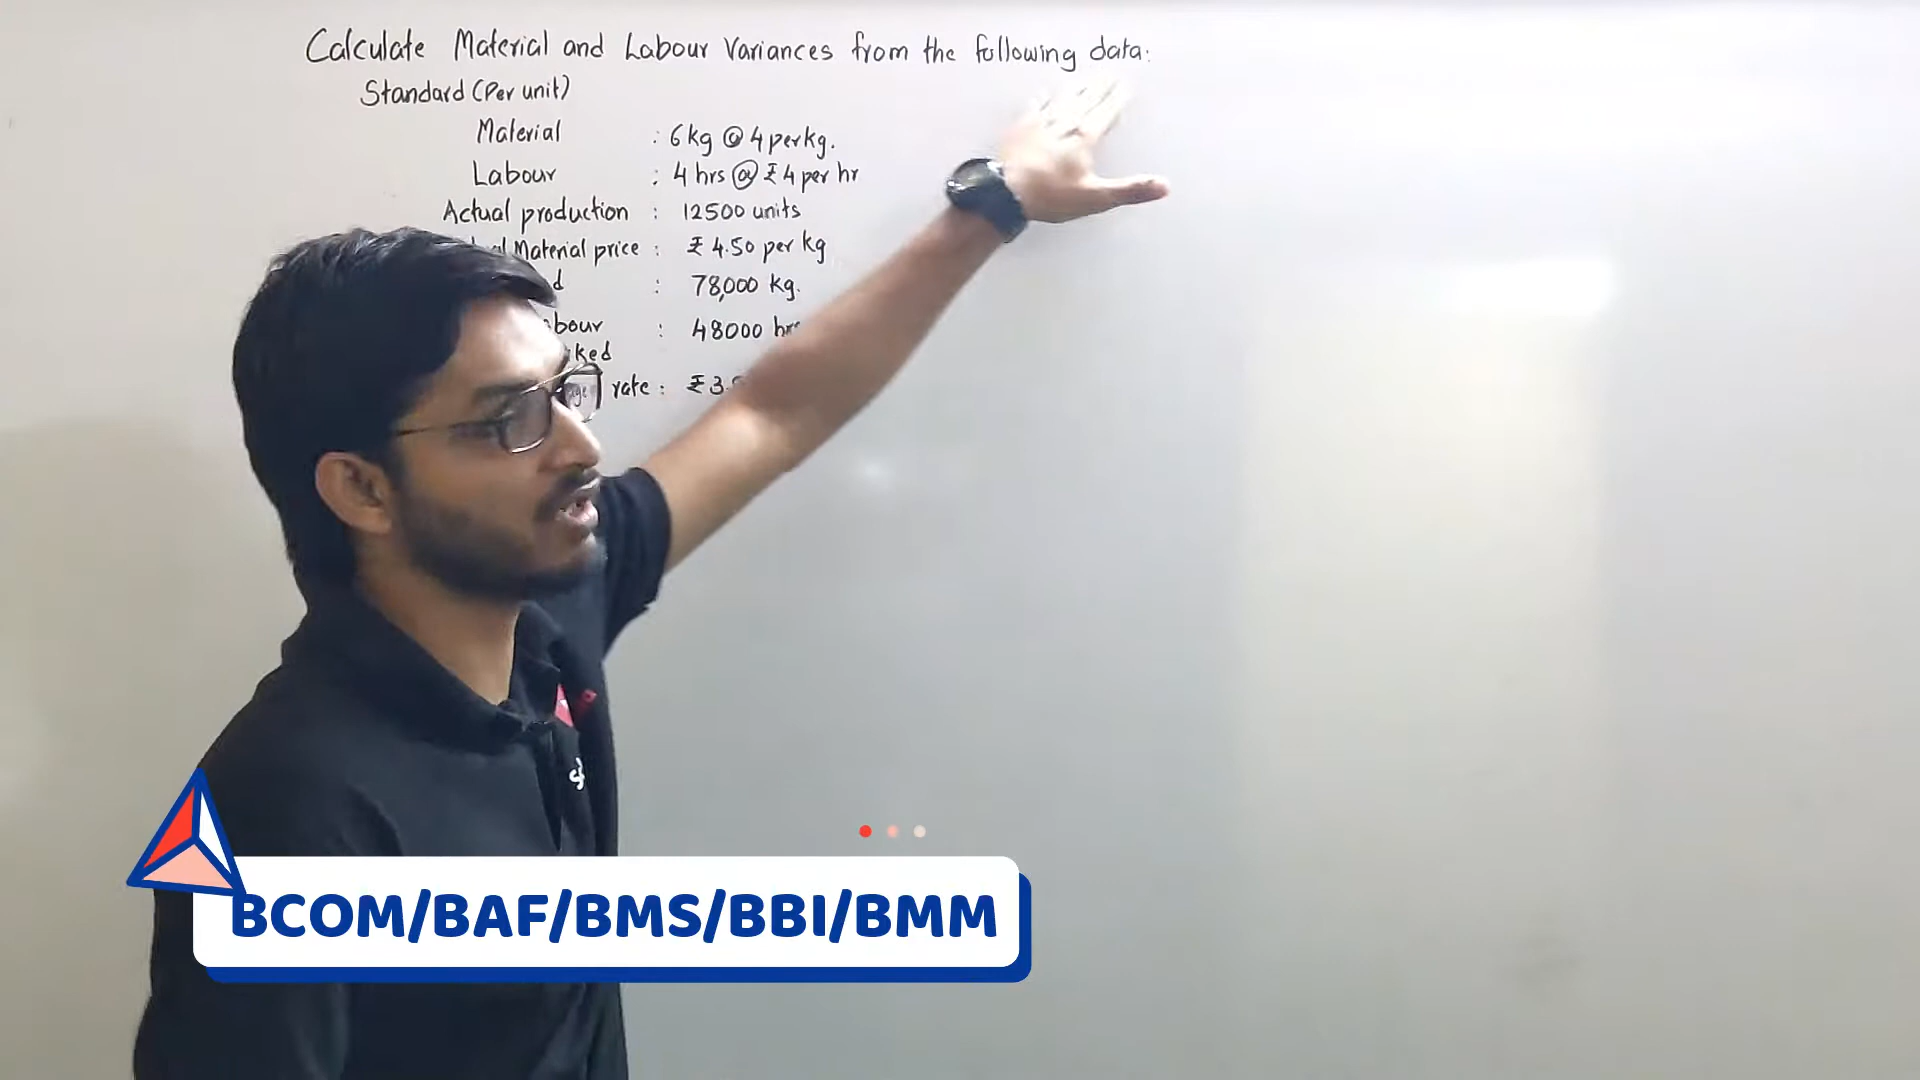 Calculate Material and Labour Variances from the following data:
Standard (Per unit)
Material : 6 kg @ 4 per kg.
Labour : 4 hrs @ ₹ 4 per hr
Actual production : 12500 units
Material price : ₹ 4.50 per kg
: 78,000 kg.
: 48000 hrs
rate : ₹ 3.
BCOM/BAF/BMS/BBI/BMM